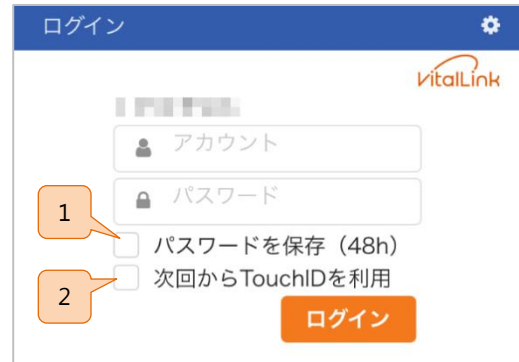 ログイン
VitalLink
アカウント
パスワード
1
パスワードを保存（48h）
2
次回からTouchIDを利用
ログイン